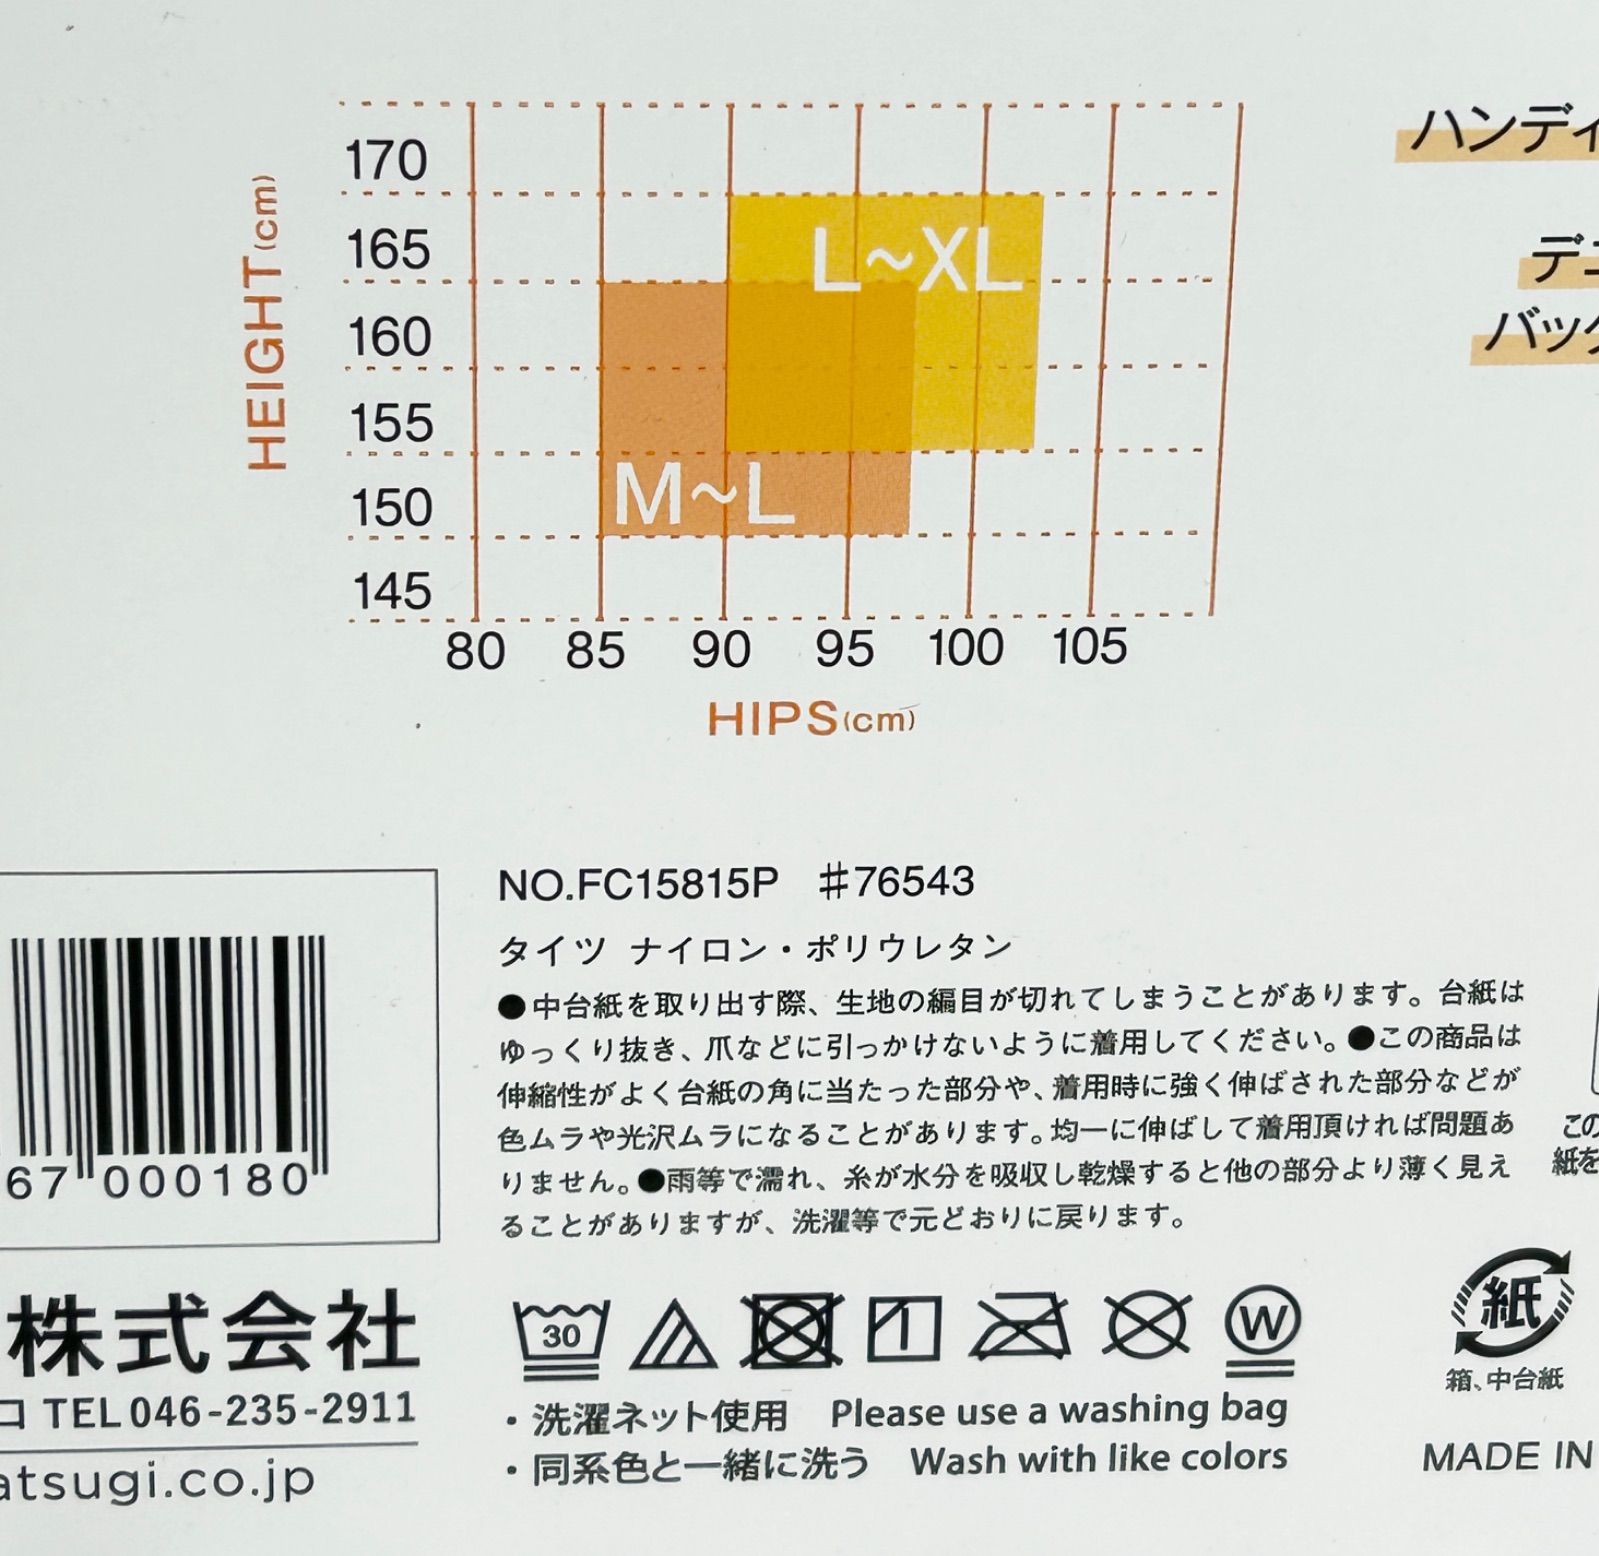 HEIGHT(cm)
170
165
160
155
150
145
L~XL
M~L
80 85 90 95 100 105
HIPS(cm)
ハンディ
デニ
バック
67 000180
NO.FC15815P #76543
タイツ ナイロン・ポリウレタン
●中台紙を取り出す際、生地の編目が切れてしまうことがあります。台紙は
ゆっくり抜き、爪などに引っかけないように着用してください。●この商品は
伸縮性がよく台紙の角に当たった部分や、着用時に強く伸ばされた部分などが
色ムラや光沢ムラになることがあります。均一に伸ばして着用頂ければ問題あ
りません。●雨等で濡れ、糸が水分を吸収し乾燥すると他の部分より薄く見え
ることがありますが、洗濯等で元どおりに戻ります。
この
紙を
株式会社
ロ TEL046-235-2911
atsugi.co.jp
30
W
・洗濯ネット使用 Please use a washing bag
・同系色と一緒に洗う Wash with like colors
紙
箱、中台紙
MADE IN